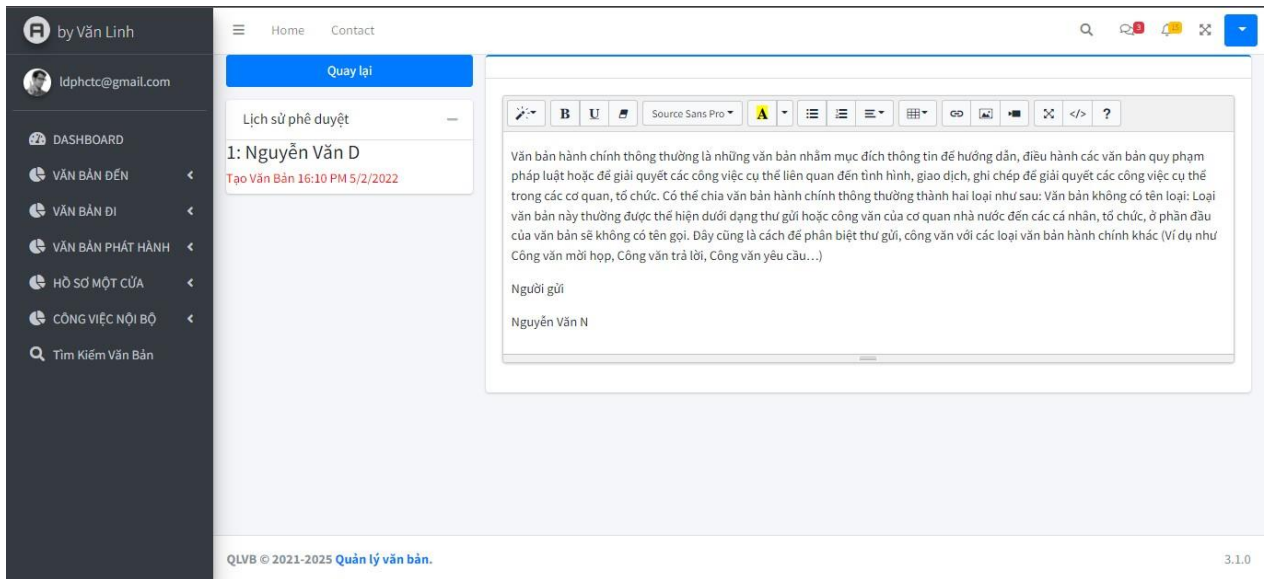 by Văn Linh
Home Contact
3
ldphctc@gmail.com
DASHBOARD
VĂN BẢN ĐẾN
VĂN BẢN ĐI
VĂN BẢN PHÁT HÀNH
HỒ SƠ MỘT CỬA
CÔNG VIỆC NỘI BỘ
Tìm Kiếm Văn Bản
Quay lại
Lịch sử phê duyệt
1: Nguyễn Văn D
Tạo Văn Bản 16:10 PM 5/2/2022
B U Source Sans Pro A </> ?
Văn bản hành chính thông thường là những văn bản nhằm mục đích thông tin để hướng dẫn, điều hành các văn bản quy phạm
pháp luật hoặc để giải quyết các công việc cụ thể liên quan đến tình hình, giao dịch, ghi chép để giải quyết các công việc cụ thể
trong các cơ quan, tổ chức. Có thể chia văn bản hành chính thông thường thành hai loại như sau: Văn bản không có tên loại: Loại
văn bản này thường được thể hiện dưới dạng thư gửi hoặc công văn của cơ quan nhà nước đến các cá nhân, tổ chức, ở phần đầu
của văn bản sẽ không có tên gọi. Đây cũng là cách để phân biệt thư gửi, công văn với các loại văn bản hành chính khác (Ví dụ như
Công văn mời họp, Công văn trả lời, Công văn yêu cầu…)
Người gửi
Nguyễn Văn N
QLVB © 2021-2025 Quản lý văn bản.
3.1.0